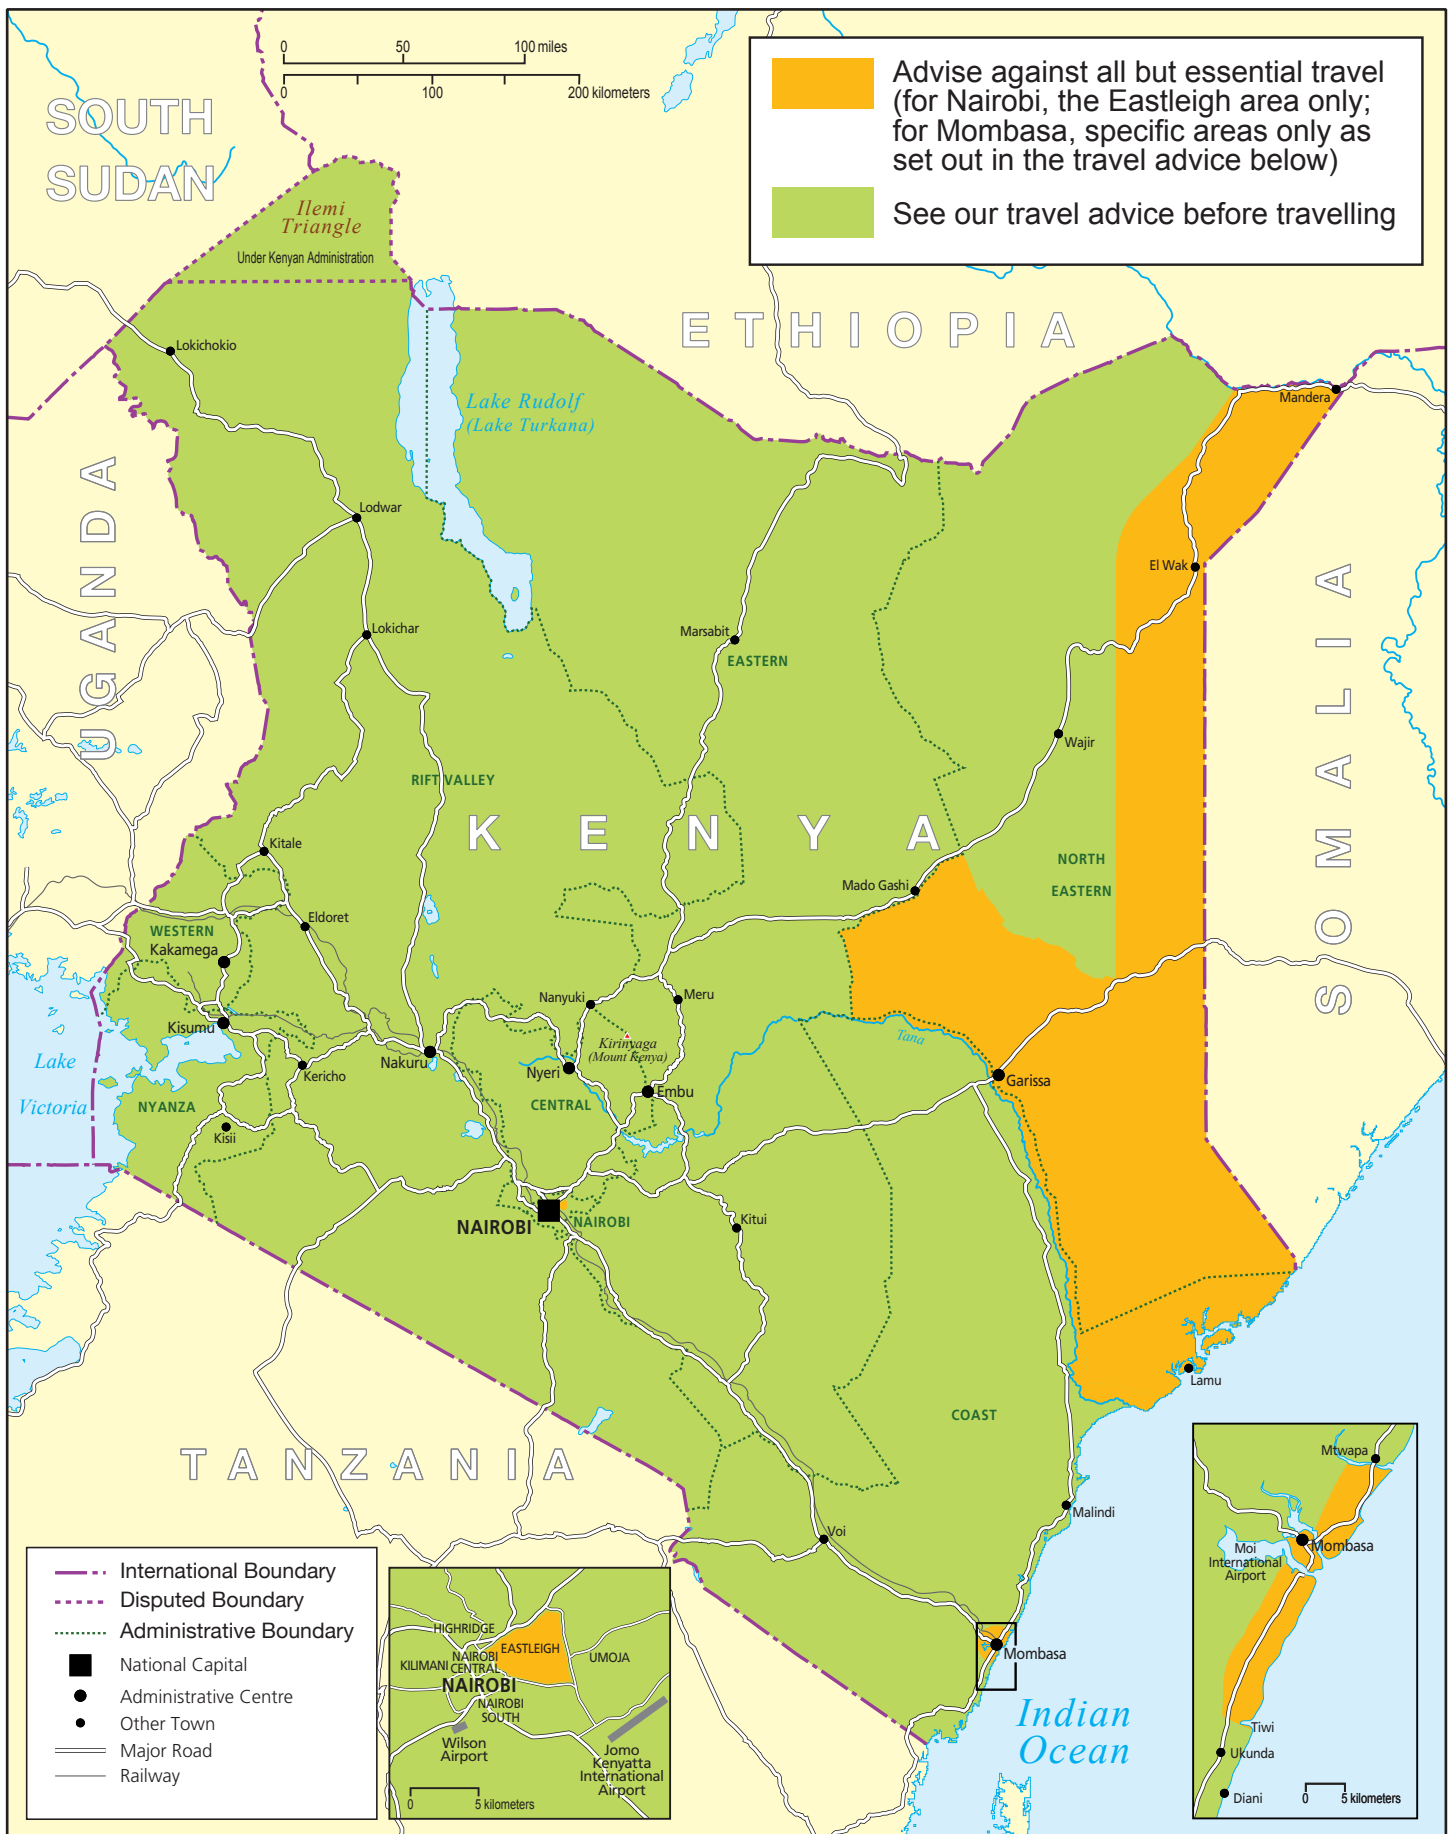 0 50 100 miles
0 100 200 kilometers
Advise against all but essential travel
(for Nairobi, the Eastleigh area only;
for Mombasa, specific areas only as
set out in the travel advice below)
See our travel advice before travelling
SOUTH
SUDAN
Ilemi
Triangle
Under Kenyan Administration
ETHIOPIA
Lokichokio
Mandera
Lake Rudolf
(Lake Turkana)
UGANDA
Lodwar
El Wak
SOMALIA
Lokichar
Marsabit
EASTERN
Wajir
RIFT VALLEY
KENYA
Kitale
NORTH
EASTERN
Mado Gashi
Eldoret
WESTERN
Kakamega
Nanyuki
Meru
Kisumu
Kirinyaga
(Mount Kenya)
Tana
Lake
Victoria
Nakuru
Kericho
Nyeri
Embu
Garissa
NYANZA
CENTRAL
Kisii
NAIROBI
NAIROBI
Kitui
Lamu
COAST
TANZANIA
Malindi
Voi
Mombasa
Indian
Ocean
International Boundary
Disputed Boundary
Administrative Boundary
National Capital
Administrative Centre
Other Town
Major Road
Railway
HIGHRIDGE
EASTLEIGH
KILIMANI
NAIROBI
CENTRAL
UMOJA
NAIROBI
NAIROBI
SOUTH
Wilson
Airport
Jomo
Kenyatta
International
Airport
0 5 kilometers
Mtwapa
Mombasa
Moi
International
Airport
Tiwi
Ukunda
Diani
0 5 kilometers